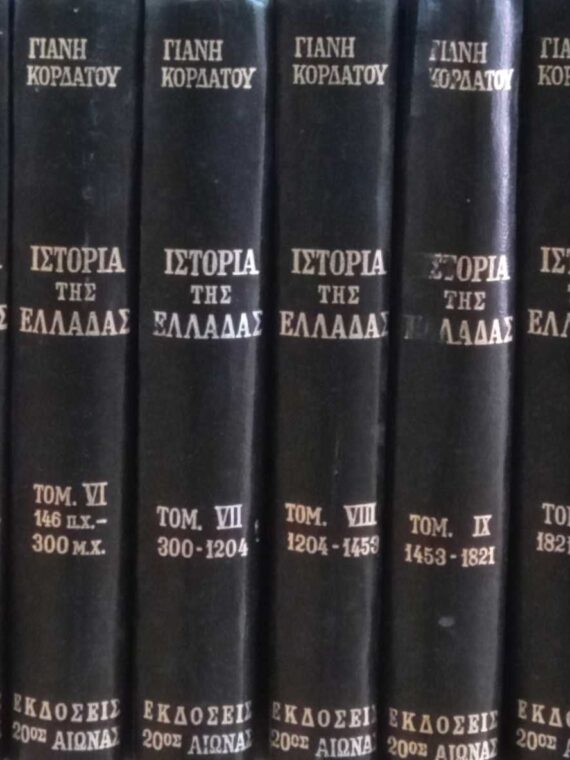 ΓΙΑΝΗ
ΚΟΡΔΑΤΟΥ
ΙΣΤΟΡΙΑ
ΤΗΣ
ΕΛΛΑΔΑΣ
ΤΟΜ. VI
146 π.χ.–
300 μ.χ.
ΕΚΔΟΣΕΙΣ
20ος ΑΙΩΝΑΣ
ΓΙΑΝΗ
ΚΟΡΔΑΤΟΥ
ΙΣΤΟΡΙΑ
ΤΗΣ
ΕΛΛΑΔΑΣ
ΤΟΜ. VII
300-1204
ΕΚΔΟΣΕΙΣ
20ος ΑΙΩΝΑΣ
ΓΙΑΝΗ
ΚΟΡΔΑΤΟΥ
ΙΣΤΟΡΙΑ
ΤΗΣ
ΕΛΛΑΔΑΣ
ΤΟΜ. VIII
1204-1453
ΕΚΔΟΣΕΙΣ
20ος ΑΙΩΝΑΣ
ΓΙΑΝΗ
ΚΟΡΔΑΤΟΥ
ΙΣΤΟΡΙΑ
ΤΗΣ
ΕΛΛΑΔΑΣ
ΤΟΜ. IX
1453-1821
ΕΚΔΟΣΕΙΣ
20ος ΑΙΩΝΑΣ
1821